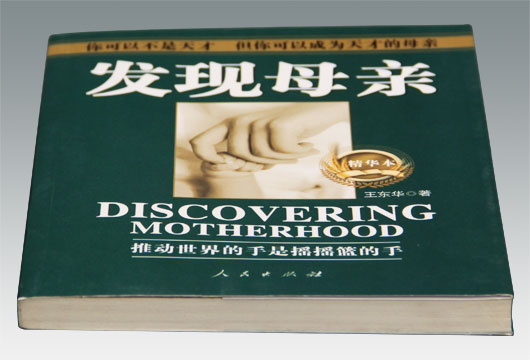 你可以不是天才 但你可以成为天才的母亲
发现母亲
精华本
王东华◎著
DISCOVERING
MOTHERHOOD
推动世界的手是摇摇篮的手
人民出版社